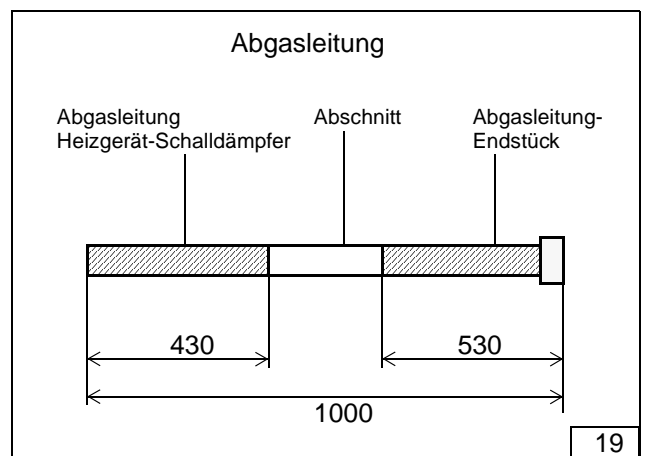 Abgasleitung
Abgasleitung
Heizgerät-Schalldämpfer
Abschnitt
Abgasleitung-
Endstück
430
530
1000
19